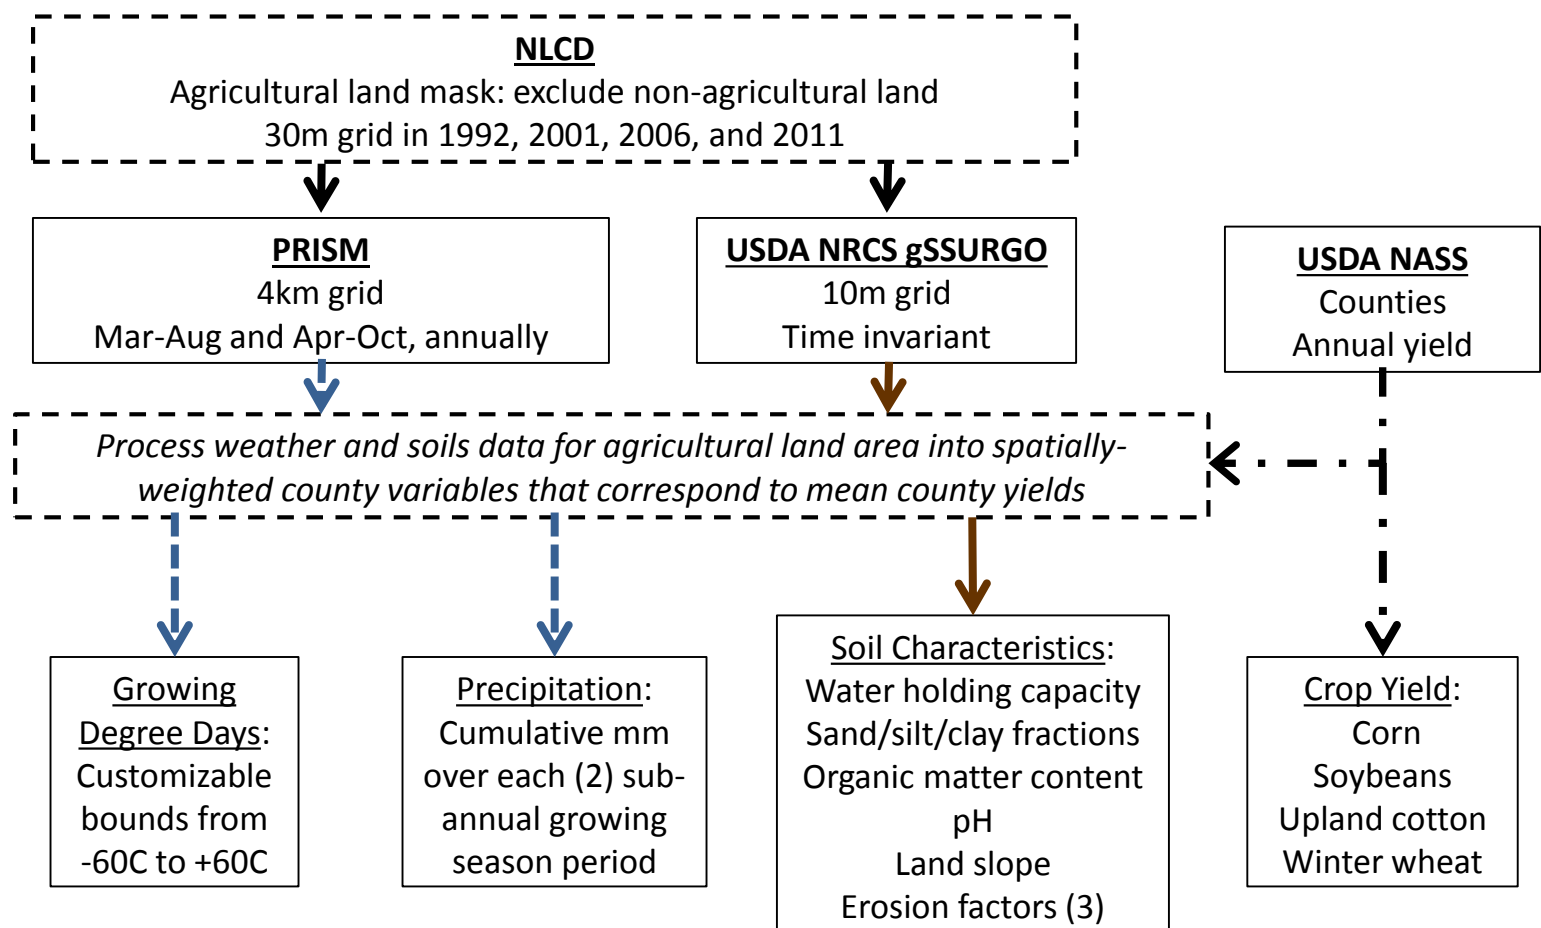 NLCD
Agricultural land mask: exclude non-agricultural land
30m grid in 1992, 2001, 2006, and 2011
PRISM
4km grid
Mar-Aug and Apr-Oct, annually
USDA NRCS gSSURGO
10m grid
Time invariant
USDA NASS
Counties
Annual yield
Process weather and soils data for agricultural land area into spatially-
weighted county variables that correspond to mean county yields
Growing
Degree Days:
Customizable
bounds from
-60C to +60C
Precipitation:
Cumulative mm
over each (2) sub-
annual growing
season period
Soil Characteristics:
Water holding capacity
Sand/silt/clay fractions
Organic matter content
pH
Land slope
Erosion factors (3)
Crop Yield:
Corn
Soybeans
Upland cotton
Winter wheat